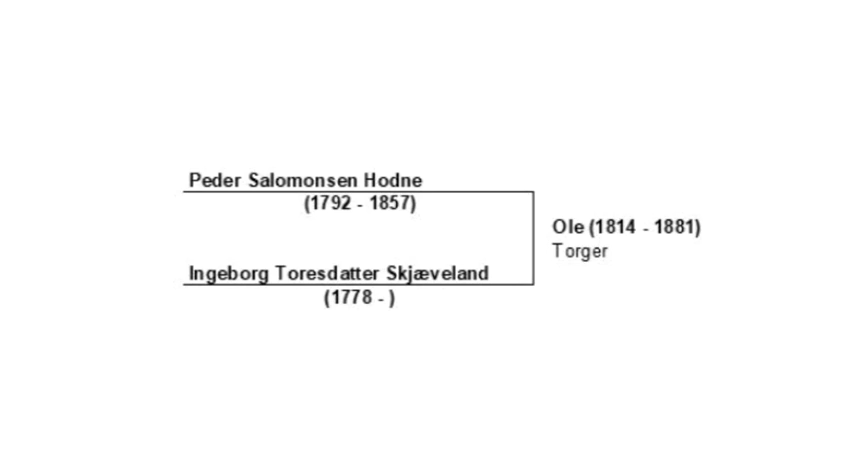 Peder Salomonsen Hodne
(1792 - 1857)
Ole (1814 - 1881)
Torger
Ingeborg Toresdatter Skjæveland
(1778 - )